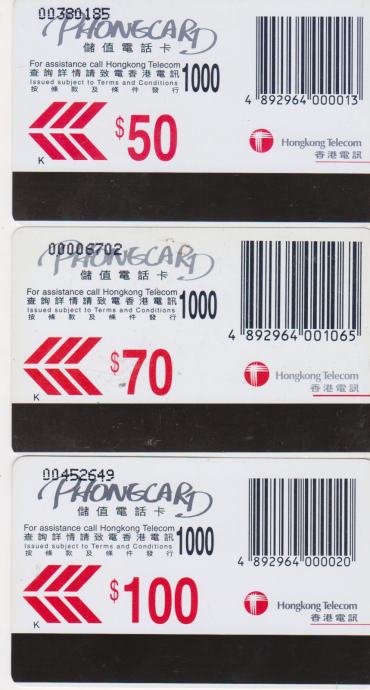 00380185
PHONECARD
儲值電話卡
For assistance call Hongkong Telecom
查詢詳情請致電香港電訊 1000
Issued subject to Terms and Conditions
按條款及條件發行
4 892964 000013
K
$50
Hongkong Telecom
香港電訊
00006702
PHONECARD
儲值電話卡
For assistance call Hongkong Telecom
查詢詳情請致電香港電訊 1000
Issued subject to Terms and Conditions
按條款及條件發行
4 892964 001065
K
$70
Hongkong Telecom
香港電訊
00452649
PHONECARD
儲值電話卡
For assistance call Hongkong Telecom
查詢詳情請致電香港電訊 1000
Issued subject to Terms and Conditions
按條款及條件發行
4 892964 000020
K
$100
Hongkong Telecom
香港電訊